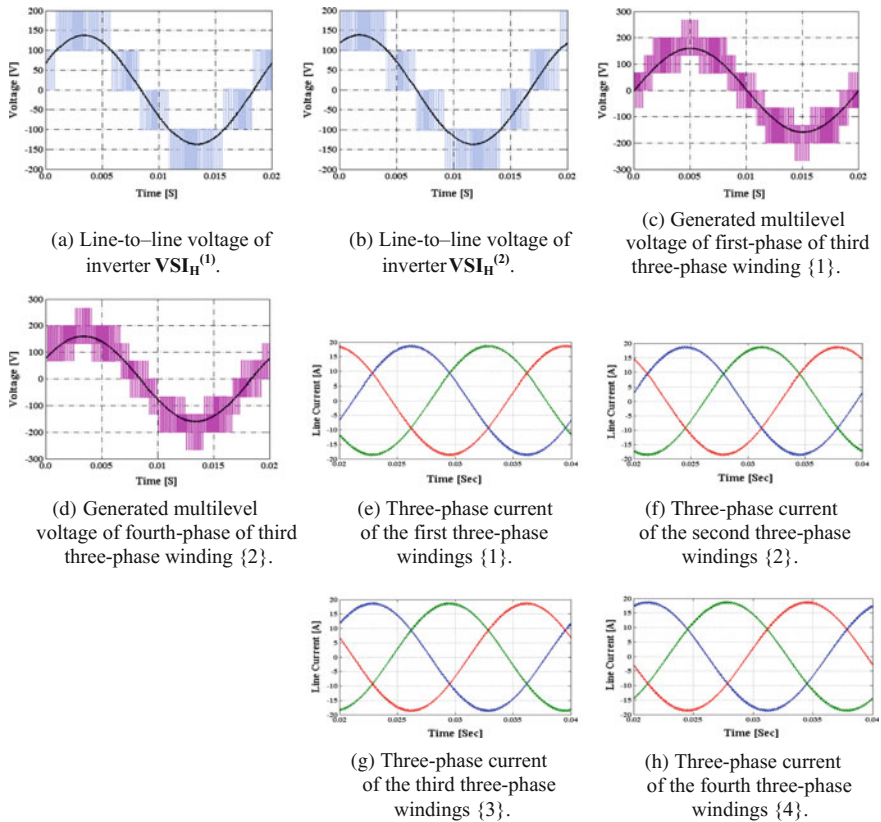 200
150
100
50
0
-50
-100
-150
-200
Voltage [V]
0
0.005
0.01
0.015
0.02
Time [S]
(a) Line-to–line voltage of
inverter VSI_H^(1).
200
150
100
50
0
-50
-100
-150
-200
Voltage [V]
0
0.005
0.01
0.015
0.02
Time [S]
(b) Line-to–line voltage of
inverter VSI_H^(2).
300
200
100
0
-100
-200
-300
Voltage [V]
0
0.005
0.01
0.015
0.02
Time [S]
(c) Generated multilevel
voltage of first-phase of third
three-phase winding {1}.
300
200
100
0
-100
-200
-300
Voltage [V]
0
0.005
0.01
0.015
0.02
Time [S]
(d) Generated multilevel
voltage of fourth-phase of third
three-phase winding {2}.
20
15
10
5
0
-5
-10
-15
-20
Line Current [A]
0.02
0.025
0.03
0.035
0.04
Time [Sec]
(e) Three-phase current
of the first three-phase
windings {1}.
20
15
10
5
0
-5
-10
-15
-20
Line Current [A]
0.02
0.025
0.03
0.035
0.04
Time [Sec]
(f) Three-phase current
of the second three-phase
windings {2}.
20
15
10
5
0
-5
-10
-15
-20
Line Current [A]
0.02
0.025
0.03
0.035
0.04
Time [Sec]
(g) Three-phase current
of the third three-phase
windings {3}.
20
15
10
5
0
-5
-10
-15
-20
Line Current [A]
0.02
0.025
0.03
0.035
0.04
Time [Sec]
(h) Three-phase current
of the fourth three-phase
windings {4}.